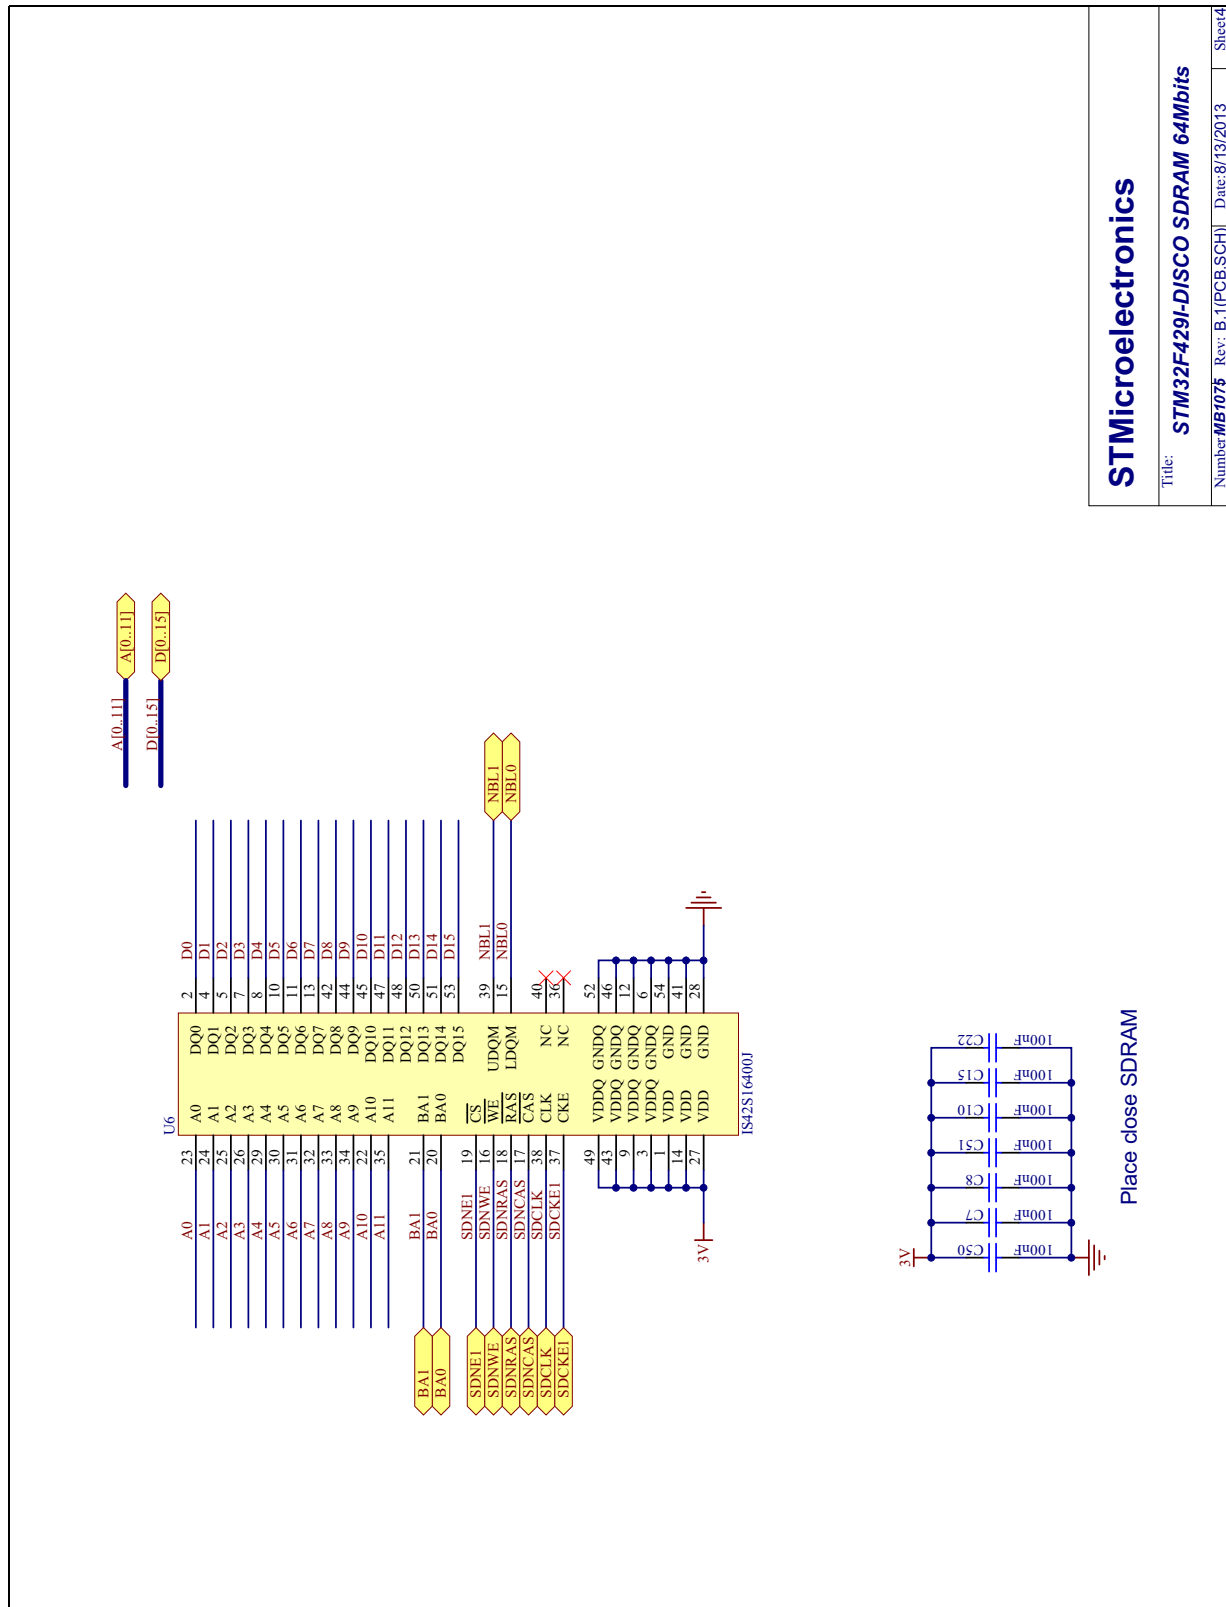 A[0..11] A[0..11]
D[0..15] D[0..15]
U6
A0 23 A0 DQ0 2 D0
A1 24 A1 DQ1 4 D1
A2 25 A2 DQ2 5 D2
A3 26 A3 DQ3 7 D3
A4 29 A4 DQ4 8 D4
A5 30 A5 DQ5 10 D5
A6 31 A6 DQ6 11 D6
A7 32 A7 DQ7 13 D7
A8 33 A8 DQ8 42 D8
A9 34 A9 DQ9 44 D9
A10 22 A10 DQ10 45 D10
A11 35 A11 DQ11 47 D11
DQ12 48 D12
BA1 BA1 21 BA1 DQ13 50 D13
BA0 BA0 20 BA0 DQ14 51 D14
DQ15 53 D15
SDNE1 SDNE1 19 CS
SDNWE SDNWE 16 WE UDQM 39 NBL1 NBL1
SDNRAS SDNRAS 18 RAS LDQM 15 NBL0 NBL0
SDNCAS SDNCAS 17 CAS
SDCLK SDCLK 38 CLK NC 40
SDCKE1 SDCKE1 37 CKE NC 36
49 VDDQ GNDQ 52
43 VDDQ GNDQ 46
9 VDDQ GNDQ 12
3 VDDQ GNDQ 6
1 VDD GND 54
14 VDD GND 41
3V 27 VDD GND 28
IS42S16400J
3V
C50 C7 C8 C51 C10 C15 C22
100nF 100nF 100nF 100nF 100nF 100nF 100nF
Place close SDRAM
STMicroelectronics
Title:
STM32F429I-DISCO SDRAM 64Mbits
Number: MB1075 Rev: B.1(PCB.SCH) Date:8/13/2013 Sheet4